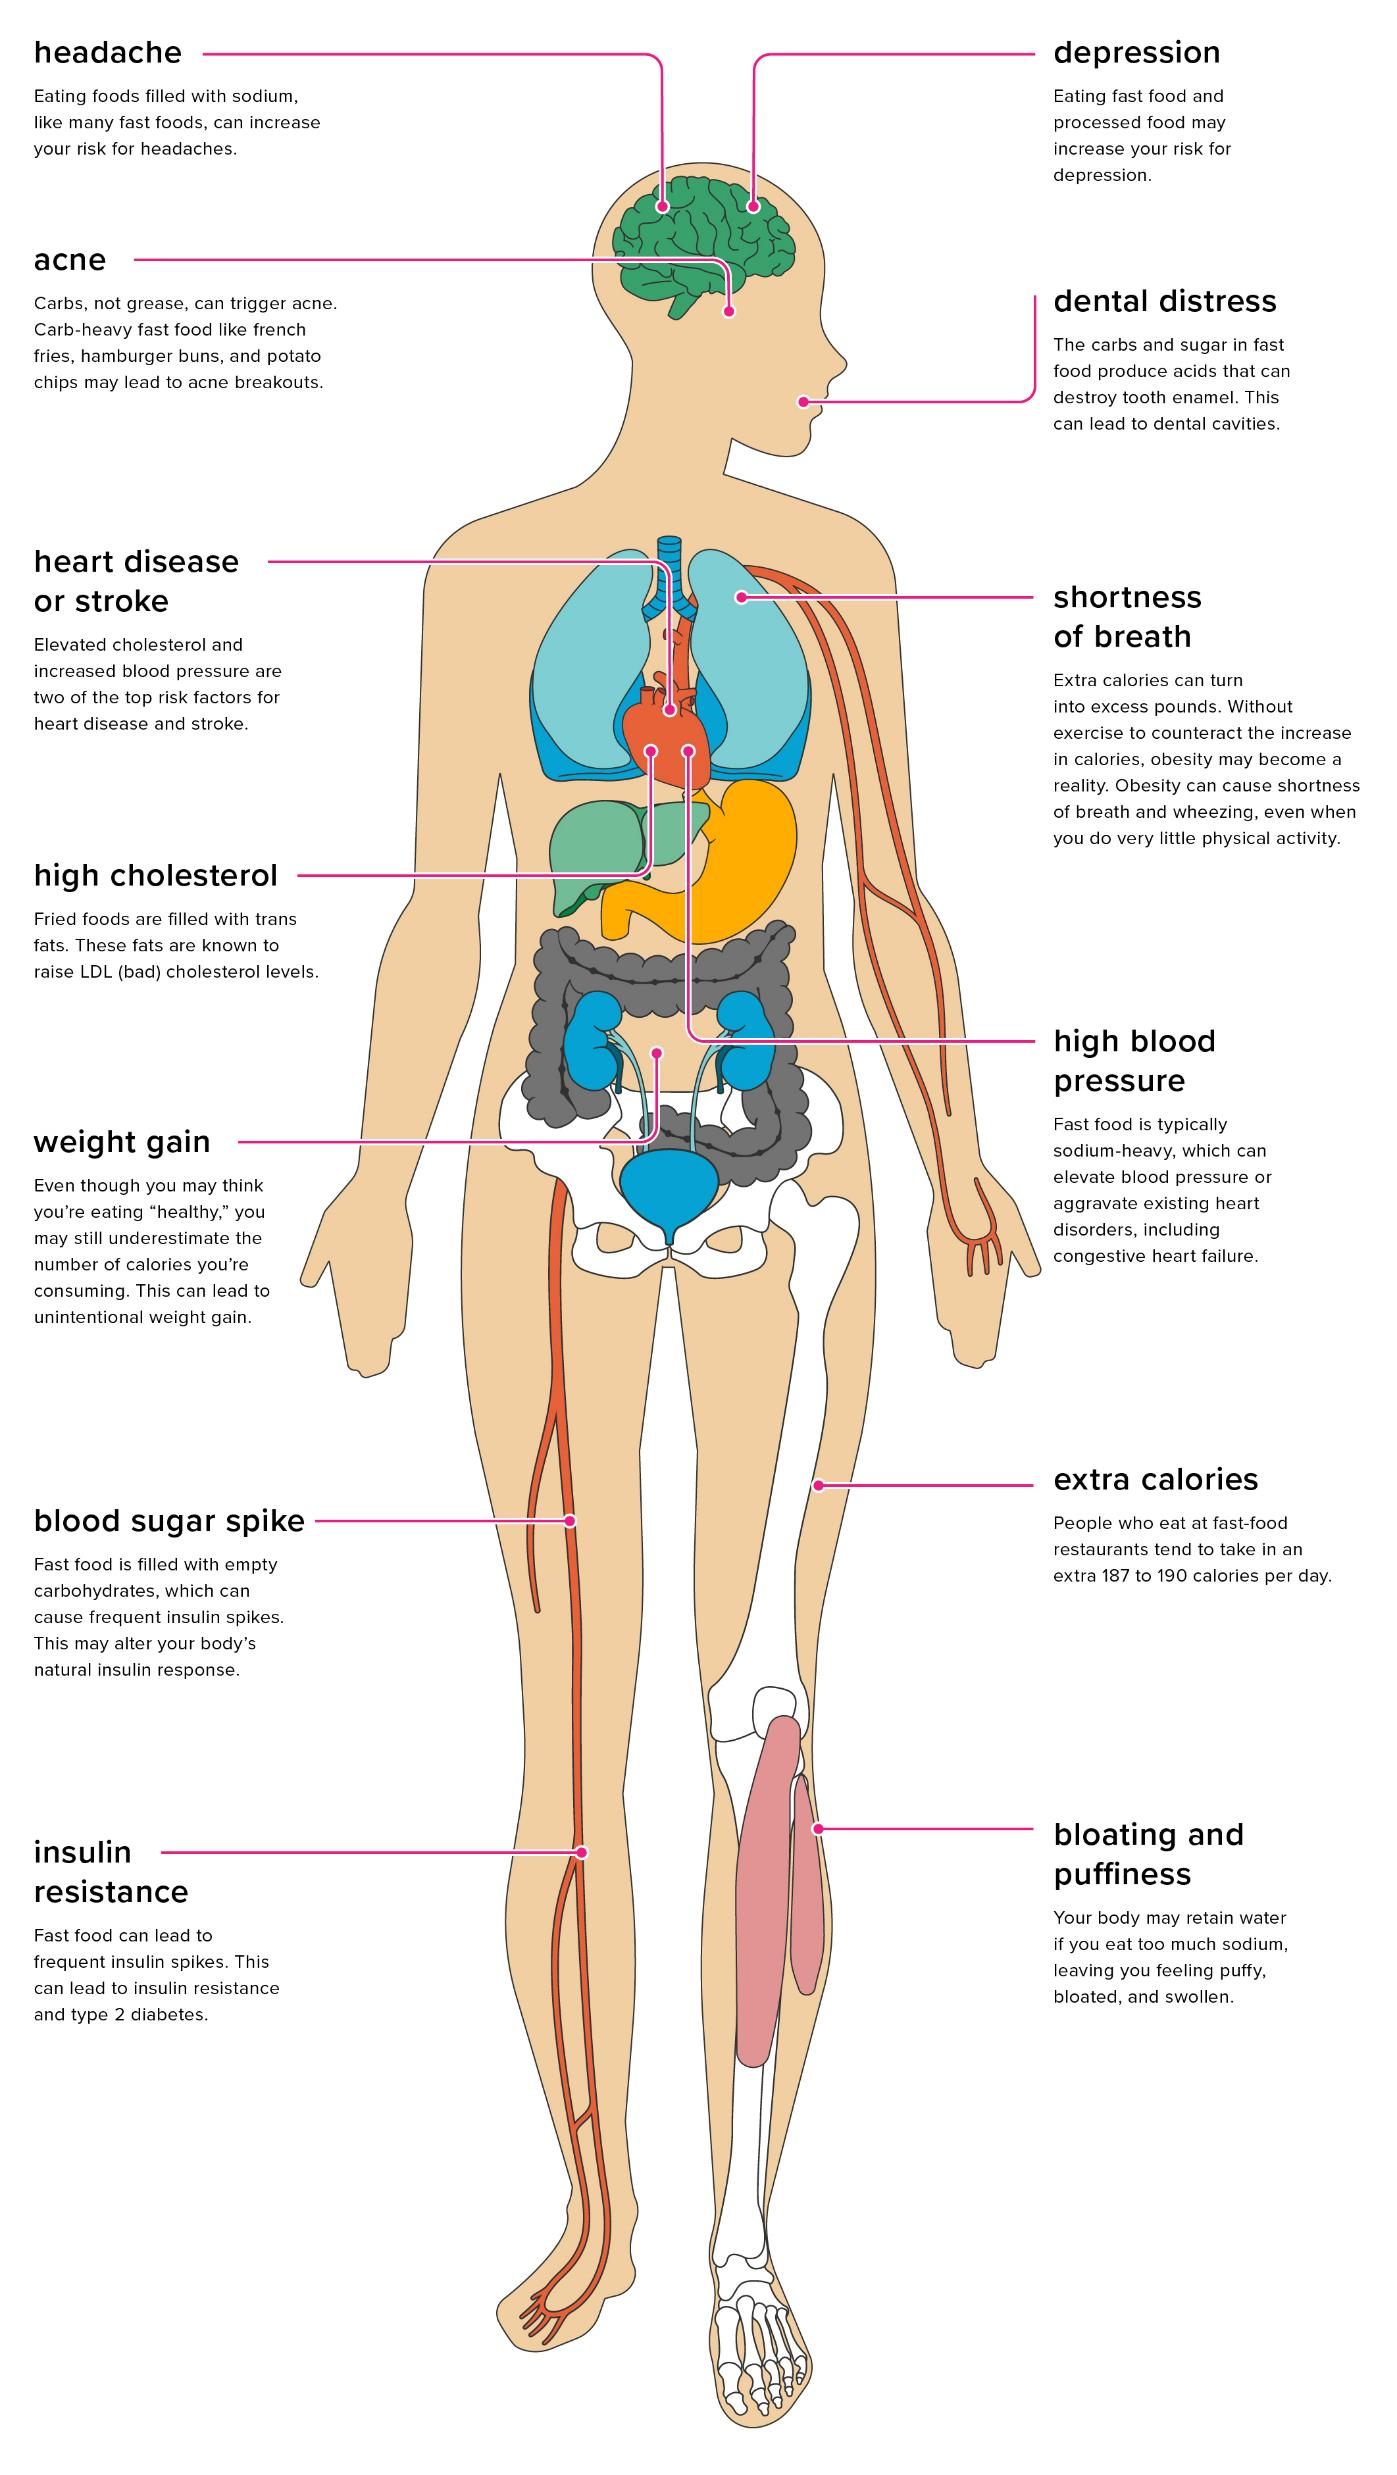 headache
Eating foods filled with sodium,
like many fast foods, can increase
your risk for headaches.
acne
Carbs, not grease, can trigger acne.
Carb-heavy fast food like french
fries, hamburger buns, and potato
chips may lead to acne breakouts.
heart disease
or stroke
Elevated cholesterol and
increased blood pressure are
two of the top risk factors for
heart disease and stroke.
high cholesterol
Fried foods are filled with trans
fats. These fats are known to
raise LDL (bad) cholesterol levels.
weight gain
Even though you may think
you’re eating “healthy,” you
may still underestimate the
number of calories you’re
consuming. This can lead to
unintentional weight gain.
blood sugar spike
Fast food is filled with empty
carbohydrates, which can
cause frequent insulin spikes.
This may alter your body’s
natural insulin response.
insulin
resistance
Fast food can lead to
frequent insulin spikes. This
can lead to insulin resistance
and type 2 diabetes.
depression
Eating fast food and
processed food may
increase your risk for
depression.
dental distress
The carbs and sugar in fast
food produce acids that can
destroy tooth enamel. This
can lead to dental cavities.
shortness
of breath
Extra calories can turn
into excess pounds. Without
exercise to counteract the increase
in calories, obesity may become a
reality. Obesity can cause shortness
of breath and wheezing, even when
you do very little physical activity.
high blood
pressure
Fast food is typically
sodium-heavy, which can
elevate blood pressure or
aggravate existing heart
disorders, including
congestive heart failure.
extra calories
People who eat at fast-food
restaurants tend to take in an
extra 187 to 190 calories per day.
bloating and
puffiness
Your body may retain water
if you eat too much sodium,
leaving you feeling puffy,
bloated, and swollen.